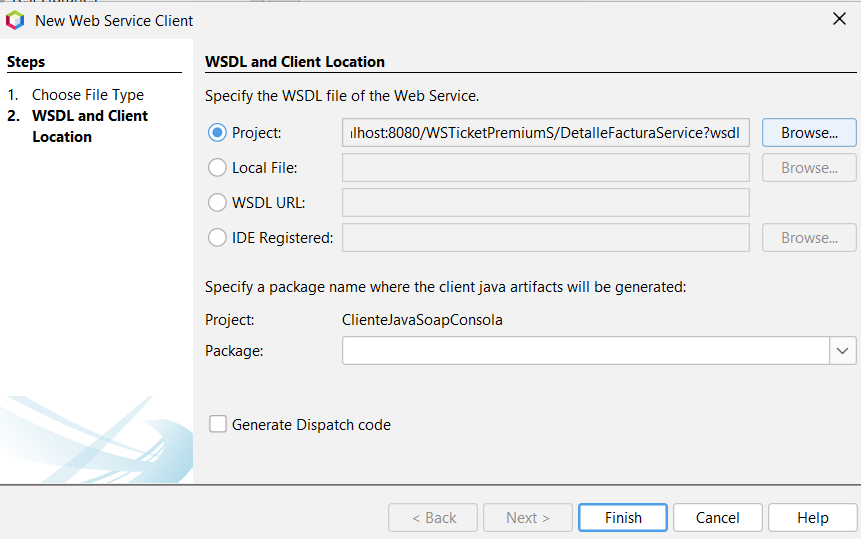 New Web Service Client
Steps
1. Choose File Type
2. WSDL and Client
Location
WSDL and Client Location
Specify the WSDL file of the Web Service.
Project: lhost:8080/WSTicketPremiumS/DetalleFacturaService?wsdl Browse...
Local File: Browse...
WSDL URL:
IDE Registered: Browse...
Specify a package name where the client java artifacts will be generated:
Project: ClienteJavaSoapConsola
Package:
Generate Dispatch code
< Back Next > Finish Cancel Help